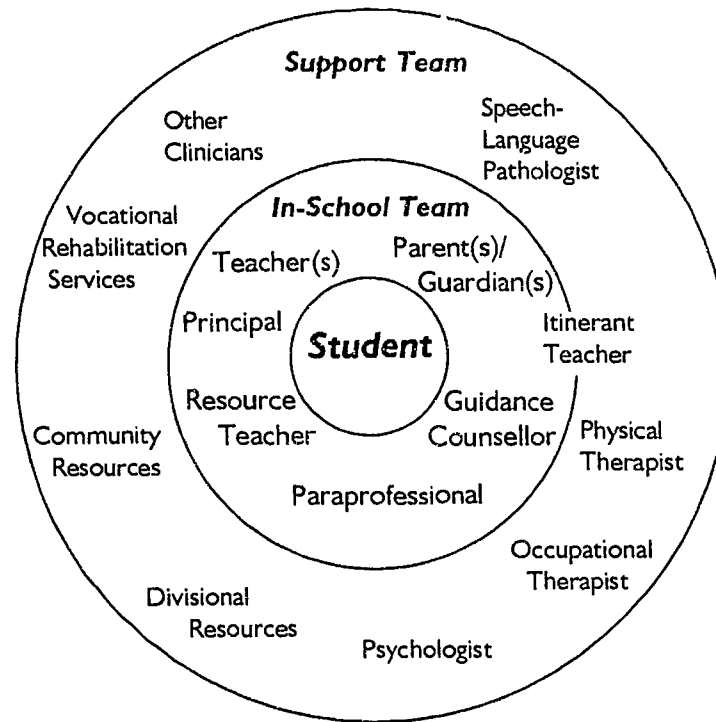 Support Team
Other
Clinicians
Speech-
Language
Pathologist
Vocational
Rehabilitation
Services
In-School Team
Teacher(s)
Parent(s)/
Guardian(s)
Principal
Student
Itinerant
Teacher
Resource
Teacher
Guidance
Counsellor
Community
Resources
Physical
Therapist
Paraprofessional
Occupational
Therapist
Divisional
Resources
Psychologist